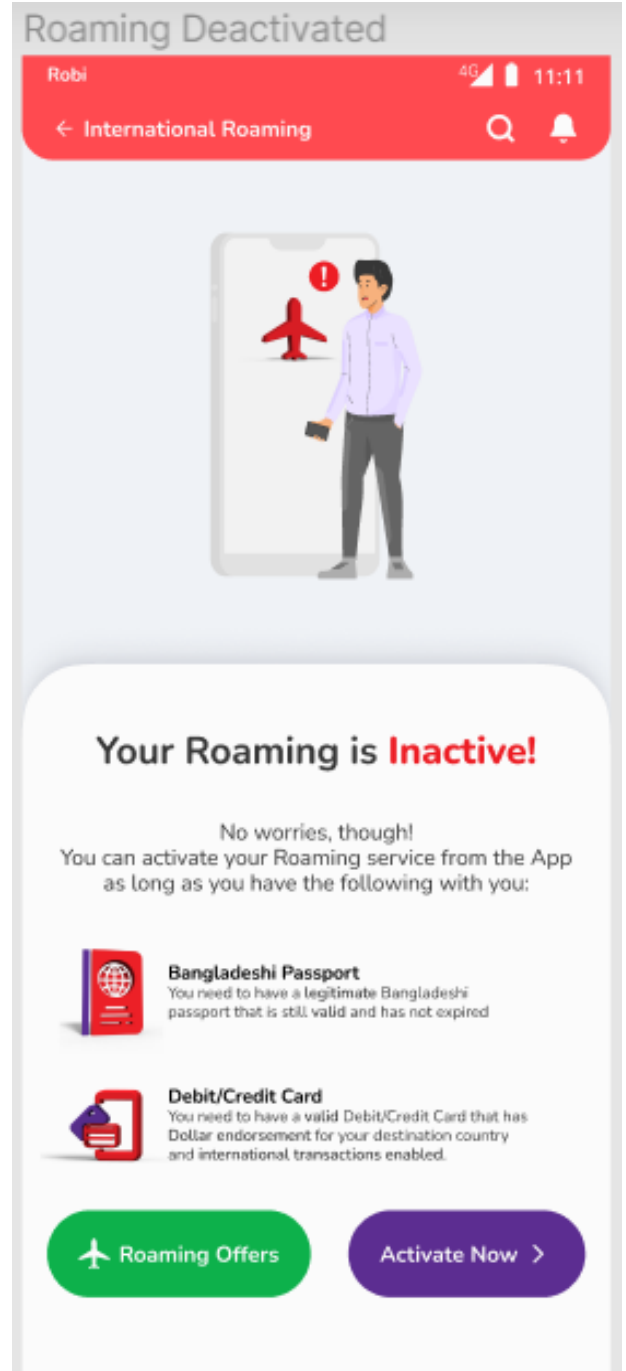 Roaming Deactivated
Robi
4G
11:11
← International Roaming
!
Your Roaming is Inactive!
No worries, though!
You can activate your Roaming service from the App
as long as you have the following with you:
Bangladeshi Passport
You need to have a legitimate Bangladeshi
passport that is still valid and has not expired
Debit/Credit Card
You need to have a valid Debit/Credit Card that has
Dollar endorsement for your destination country
and international transactions enabled.
Roaming Offers
Activate Now >